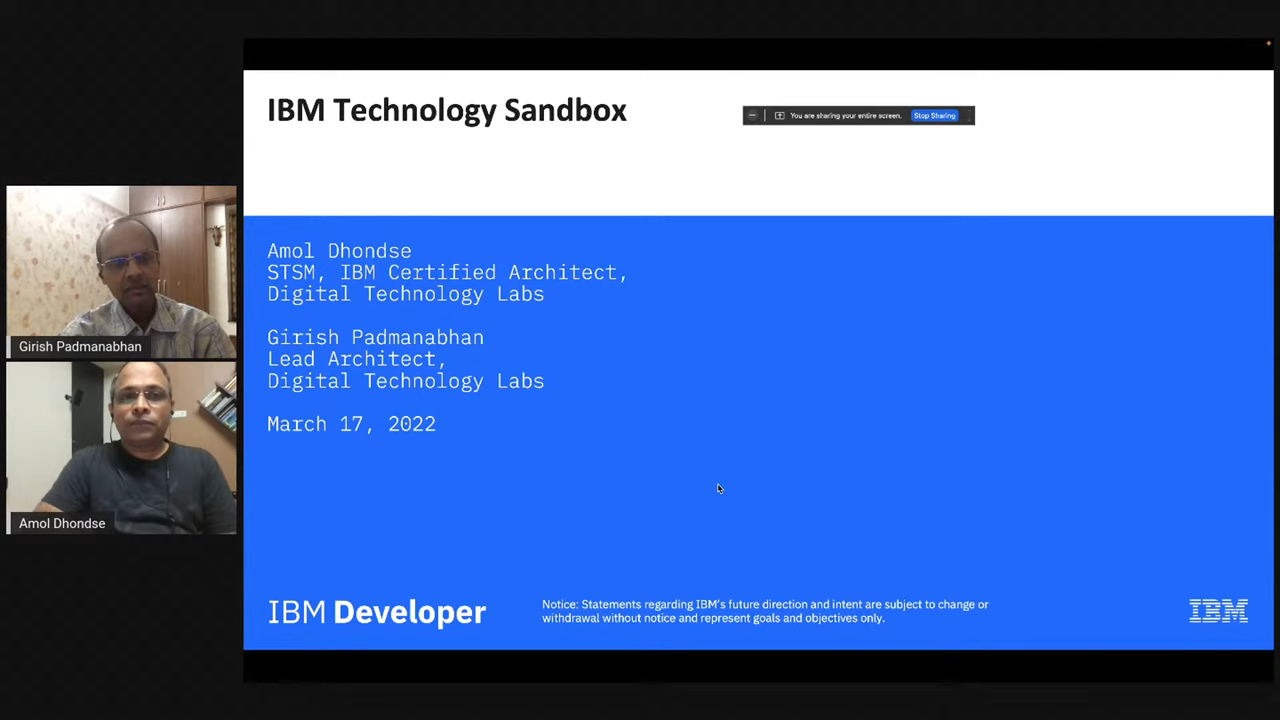 IBM Technology Sandbox
You are sharing your entire screen. Stop Sharing
Amol Dhondse
STSM, IBM Certified Architect,
Digital Technology Labs
Girish Padmanabhan
Lead Architect,
Digital Technology Labs
March 17, 2022
Girish Padmanabhan
Amol Dhondse
IBM Developer
Notice: Statements regarding IBM's future direction and intent are subject to change or
withdrawal without notice and represent goals and objectives only.
IBM